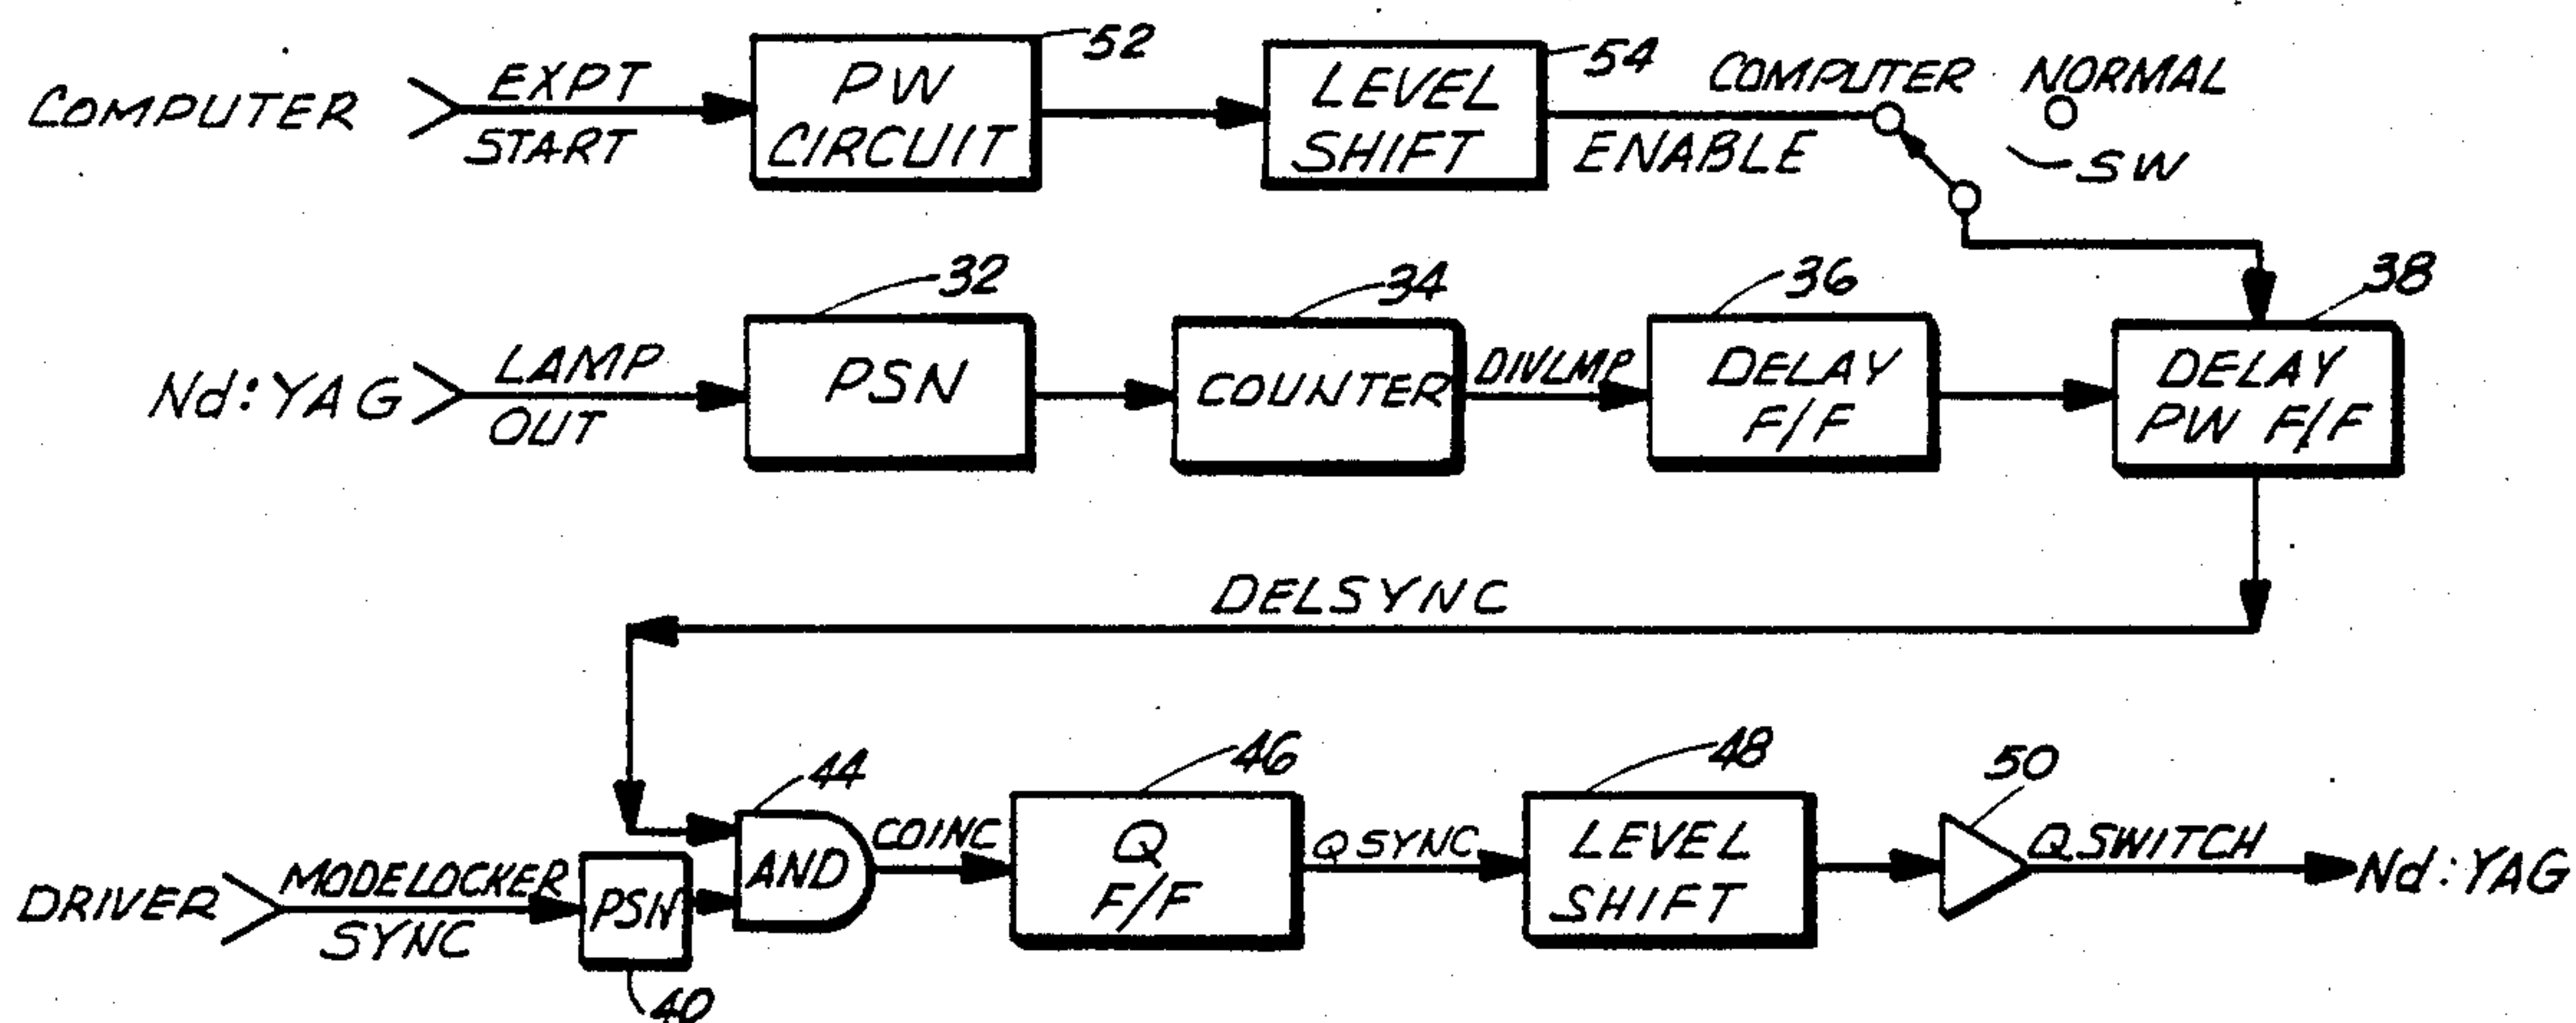 52
54
COMPUTER
EXPT
START
PW
CIRCUIT
LEVEL
SHIFT
COMPUTER
ENABLE
NORMAL
SW
32
34
36
38
Nd:YAG
LAMP
OUT
PSN
COUNTER
DIVLMP
DELAY
F/F
DELAY
PW F/F
DELSYNC
44
46
48
50
DRIVER
MODELOCKER
SYNC
PSN
40
AND
COINC
Q
F/F
QSYNC
LEVEL
SHIFT
QSWITCH
Nd:YAG